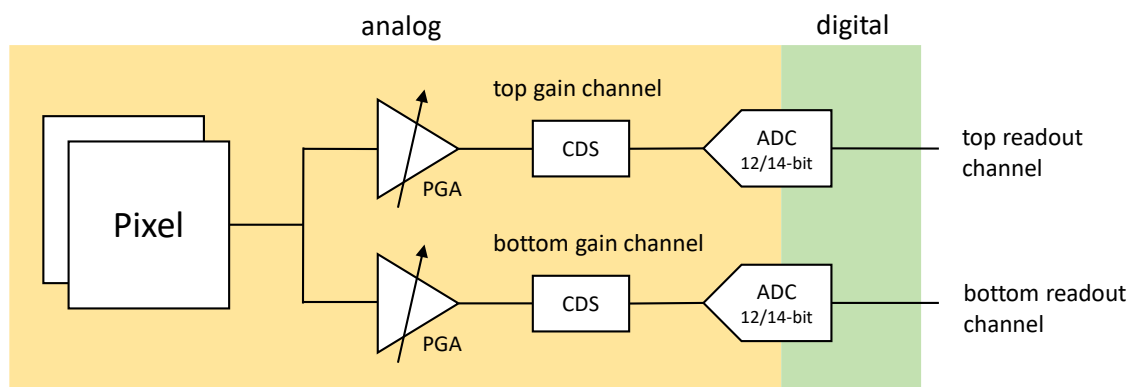 analog
digital
top gain channel
ADC
12/14-bit
CDS
PGA
top readout
channel
Pixel
bottom gain channel
ADC
12/14-bit
CDS
PGA
bottom readout
channel